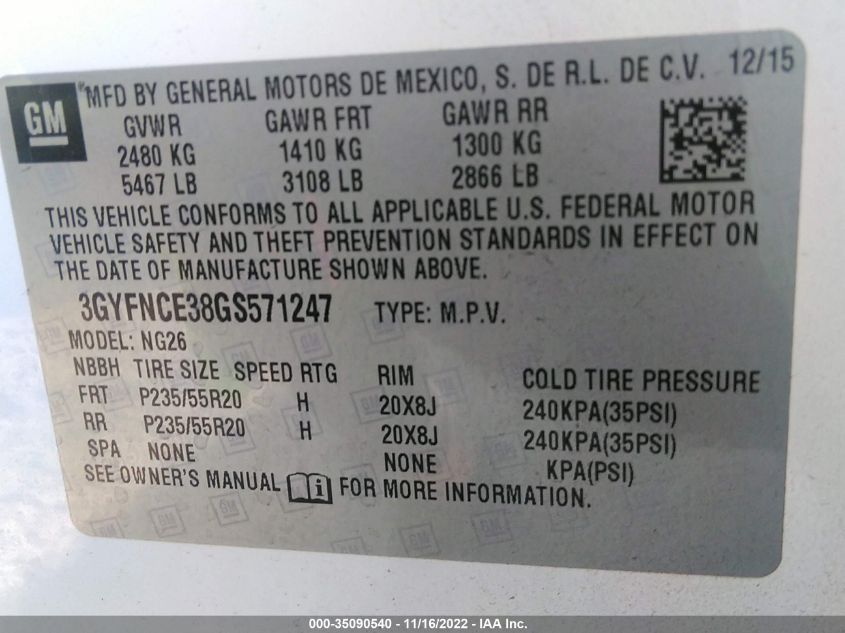 GM
MFD BY GENERAL MOTORS DE MEXICO, S. DE R.L. DE C.V. 12/15
GVWR GAWR FRT GAWR RR
2480 KG 1410 KG 1300 KG
5467 LB 3108 LB 2866 LB
THIS VEHICLE CONFORMS TO ALL APPLICABLE U.S. FEDERAL MOTOR
VEHICLE SAFETY AND THEFT PREVENTION STANDARDS IN EFFECT ON
THE DATE OF MANUFACTURE SHOWN ABOVE.
3GYFNCE38GS571247 TYPE: M.P.V.
MODEL: NG26
NBBH TIRE SIZE SPEED RTG RIM COLD TIRE PRESSURE
FRT P235/55R20 H 20X8J 240KPA(35PSI)
RR P235/55R20 H 20X8J 240KPA(35PSI)
SPA NONE NONE KPA(PSI)
SEE OWNER'S MANUAL i FOR MORE INFORMATION.
000-35090540 - 11/16/2022 - IAA Inc.